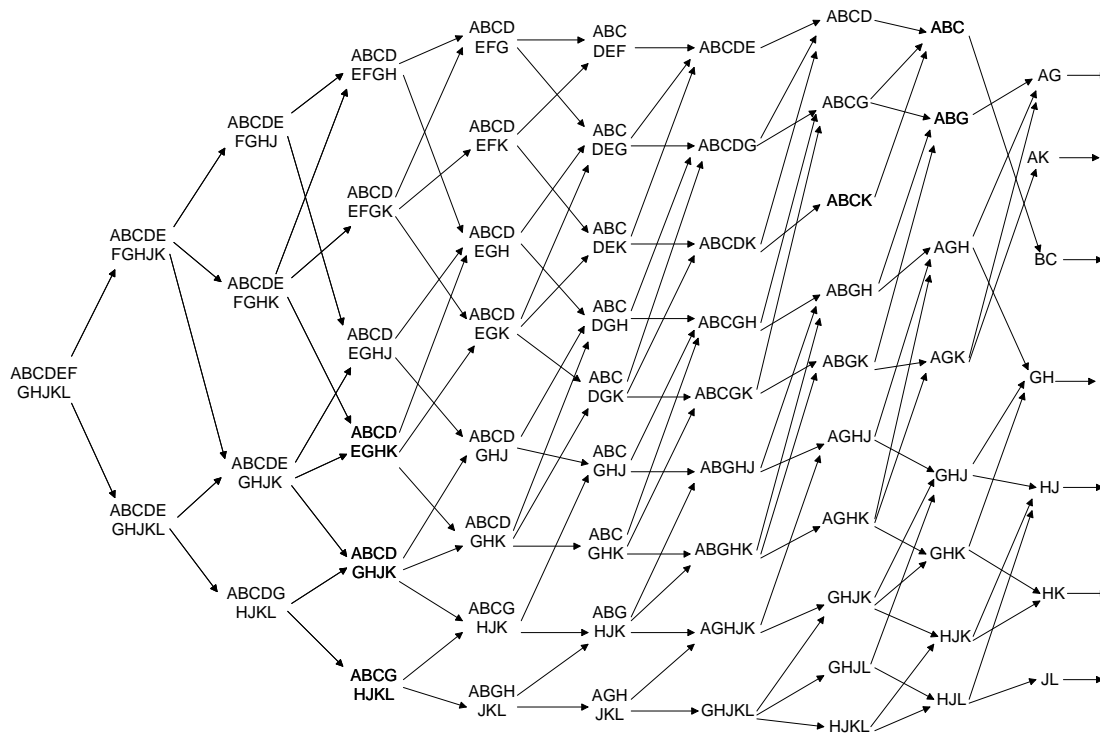 ABCDEF
GHJKL
ABCDE
FGHJK
ABCDE
GHJKL
ABCDE
FGHJ
ABCDE
FGHK
ABCDE
GHJK
ABCDG
HJKL
ABCD
EFGH
ABCD
EFGK
ABCD
EGHJ
ABCD
EGHK
ABCD
GHJK
ABCG
HJKL
ABCD
EFG
ABCD
EFK
ABCD
EGH
ABCD
EGK
ABCD
GHJ
ABCD
GHK
ABCG
HJK
ABGH
JKL
ABC
DEF
ABC
DEG
ABC
DEK
ABC
DGH
ABC
DGK
ABC
GHJ
ABC
GHK
ABG
HJK
AGH
JKL
ABCDE
ABCDG
ABCDK
ABCGH
ABCGK
ABGHJ
ABGHK
AGHJK
GHJKL
ABCD
ABCG
ABCK
ABGH
ABGK
AGHJ
AGHK
GHJK
GHJL
HJKL
ABC
ABG
AGH
AGK
GHJ
GHK
HJK
HJL
AG
AK
BC
GH
HJ
HK
JL